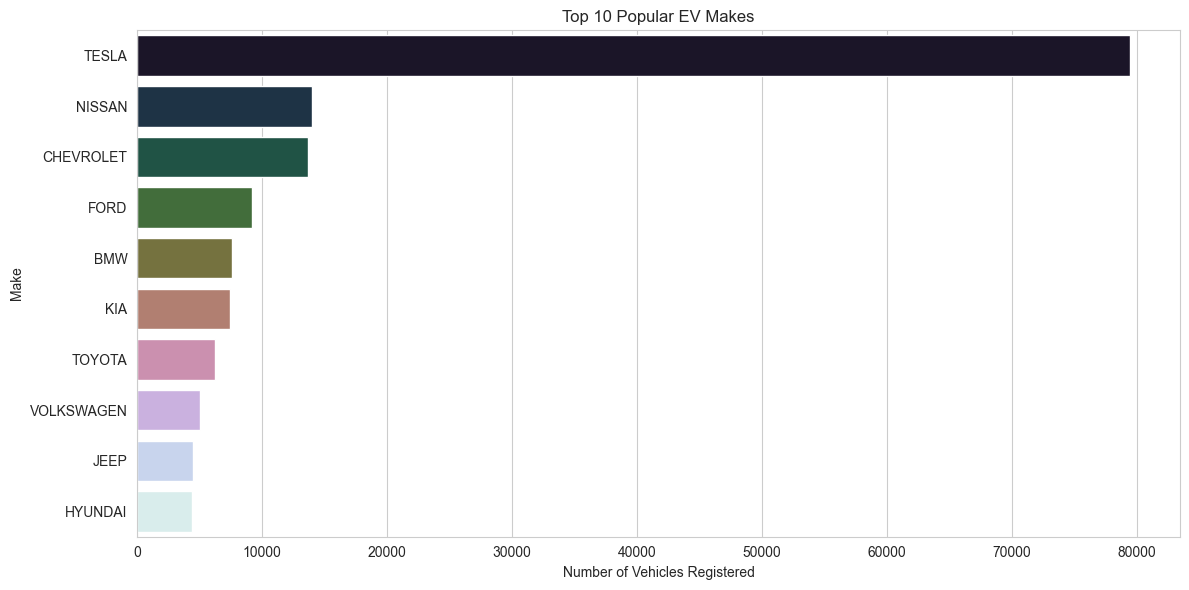 Top 10 Popular EV Makes
TESLA
NISSAN
CHEVROLET
FORD
BMW
KIA
TOYOTA
VOLKSWAGEN
JEEP
HYUNDAI
Make
0 10000 20000 30000 40000 50000 60000 70000 80000
Number of Vehicles Registered